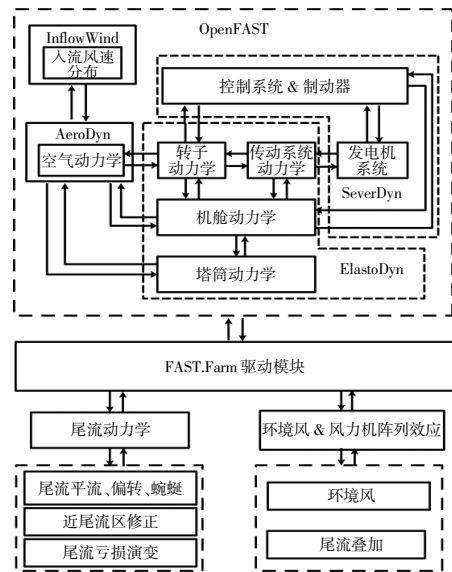 OpenFAST
InflowWind
入流风速
分布
控制系统 & 制动器
AeroDyn
空气动力学
转子
动力学
传动系统
动力学
发电机
系统
SeverDyn
机舱动力学
塔筒动力学
ElastoDyn
FAST.Farm 驱动模块
尾流动力学
环境风 & 风力机阵列效应
尾流平流、偏转、蜿蜒
近尾流区修正
尾流亏损演变
环境风
尾流叠加